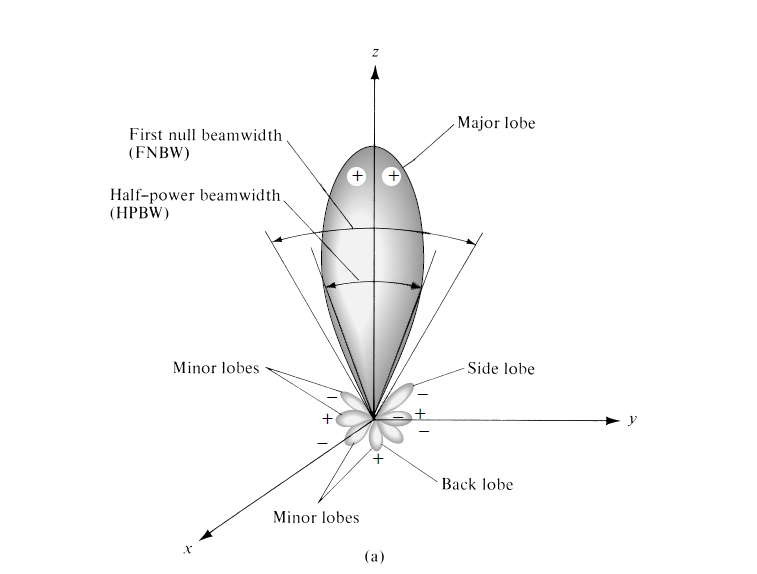 z
Major lobe
First null beamwidth
(FNBW)
+ +
Half-power beamwidth
(HPBW)
Minor lobes
Side lobe
− −
+ − +
y
− −
+
Back lobe
Minor lobes
x
(a)